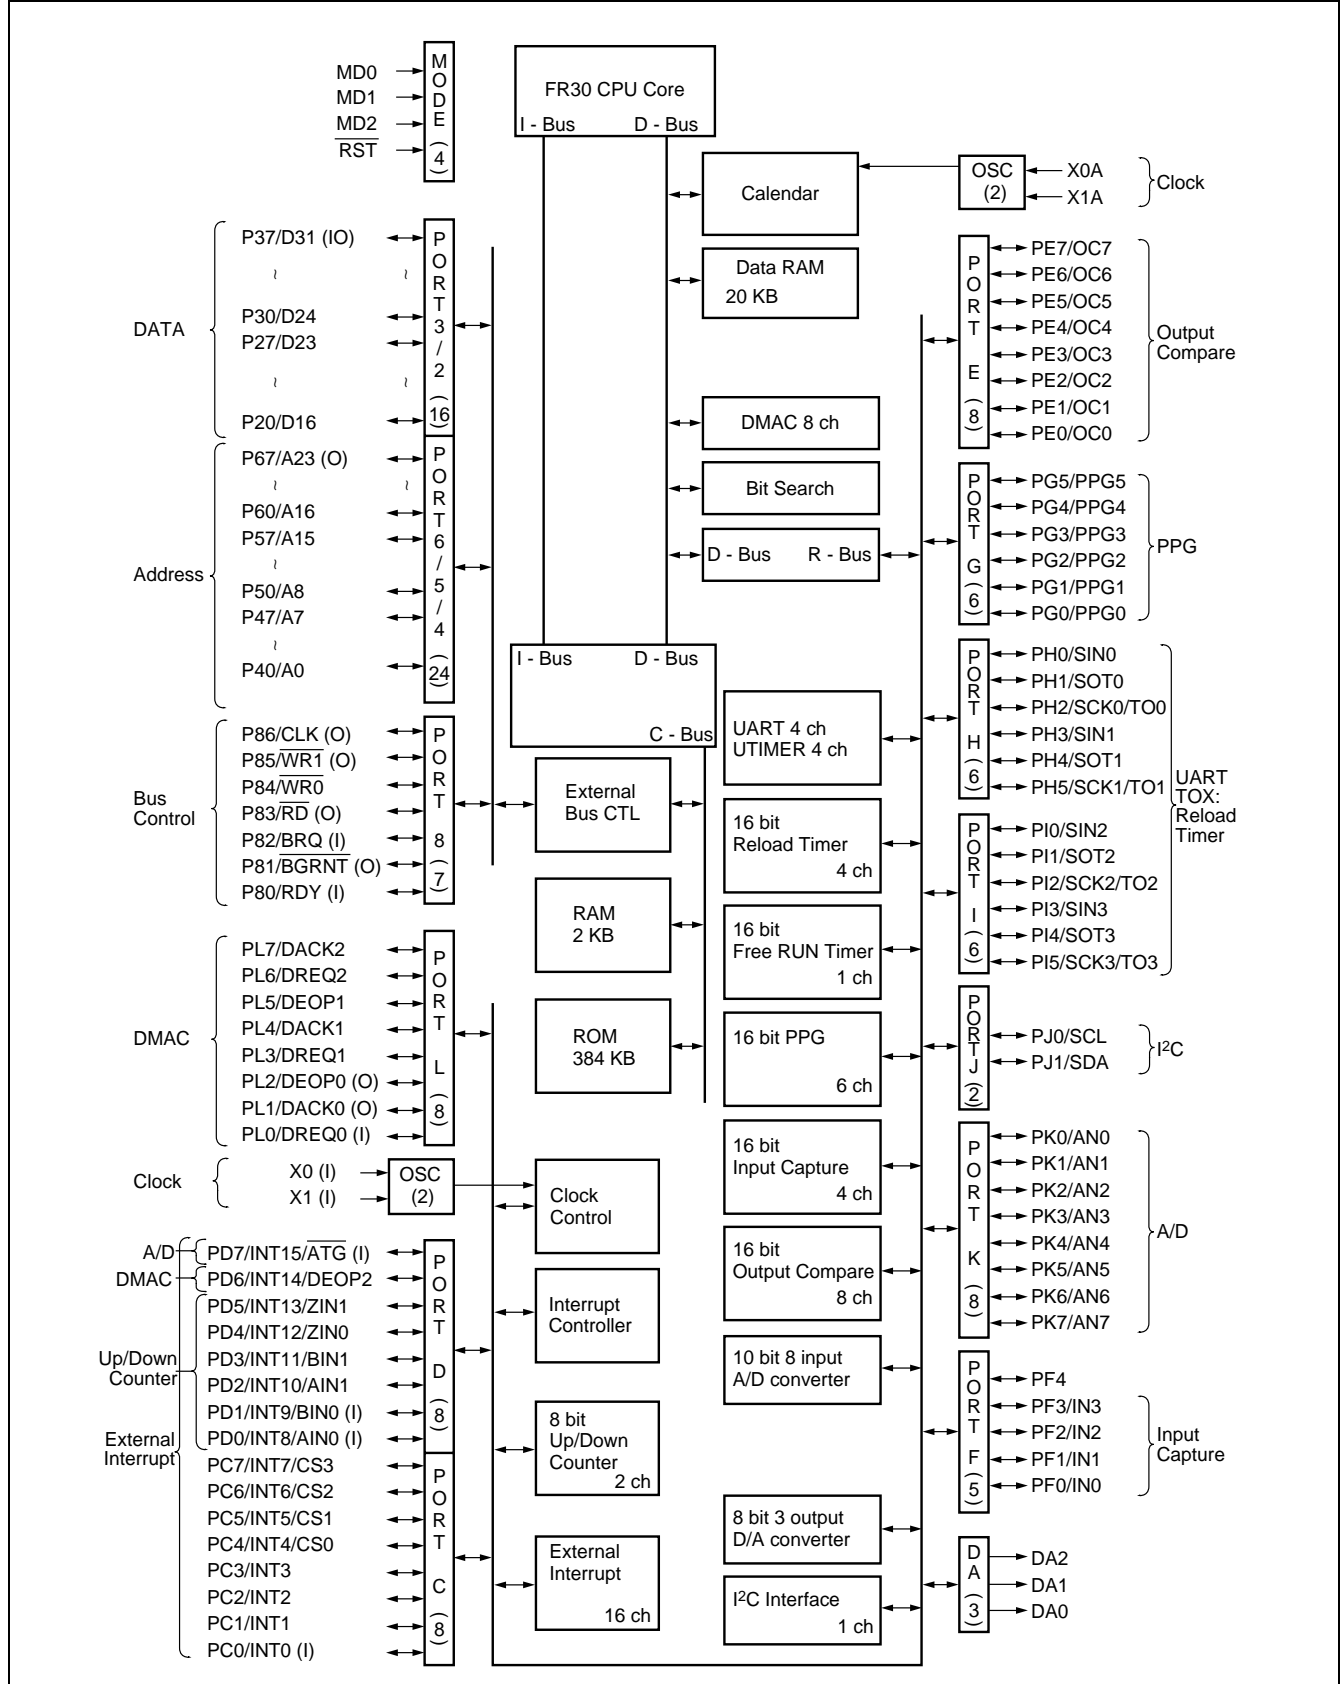 MD0
MD1
MD2
RST
MODE (4)
FR30 CPU Core
I - Bus D - Bus
Calendar
OSC
(2)
X0A
X1A
Clock
Data RAM
20 KB
DMAC 8 ch
Bit Search
D - Bus R - Bus
I - Bus D - Bus
C - Bus
DATA
P37/D31 (IO)
~ ~
P30/D24
P27/D23
~ ~
P20/D16
PORT3/2 (16)
Address
P67/A23 (O)
~ ~
P60/A16
P57/A15
~
P50/A8
P47/A7
~
P40/A0
PORT6/5/4 (24)
Bus
Control
P86/CLK (O)
P85/WR1 (O)
P84/WR0
P83/RD (O)
P82/BRQ (I)
P81/BGRNT (O)
P80/RDY (I)
PORT 8 (7)
External
Bus CTL
RAM
2 KB
ROM
384 KB
DMAC
PL7/DACK2
PL6/DREQ2
PL5/DEOP1
PL4/DACK1
PL3/DREQ1
PL2/DEOP0 (O)
PL1/DACK0 (O)
PL0/DREQ0 (I)
PORT L (8)
Clock
X0 (I)
X1 (I)
OSC
(2)
Clock
Control
A/D
PD7/INT15/ATG (I)
DMAC
PD6/INT14/DEOP2
Up/Down
Counter
PD5/INT13/ZIN1
PD4/INT12/ZIN0
PD3/INT11/BIN1
PD2/INT10/AIN1
PD1/INT9/BIN0 (I)
PD0/INT8/AIN0 (I)
PORT D (8)
External
Interrupt
PC7/INT7/CS3
PC6/INT6/CS2
PC5/INT5/CS1
PC4/INT4/CS0
PC3/INT3
PC2/INT2
PC1/INT1
PC0/INT0 (I)
PORT C (8)
Interrupt
Controller
8 bit
Up/Down
Counter
2 ch
External
Interrupt
16 ch
UART 4 ch
UTIMER 4 ch
16 bit
Reload Timer
4 ch
16 bit
Free RUN Timer
1 ch
16 bit PPG
6 ch
16 bit
Input Capture
4 ch
16 bit
Output Compare
8 ch
10 bit 8 input
A/D converter
8 bit 3 output
D/A converter
I²C Interface
1 ch
PORT E (8)
PE7/OC7
PE6/OC6
PE5/OC5
PE4/OC4
PE3/OC3
PE2/OC2
PE1/OC1
PE0/OC0
Output
Compare
PORT G (6)
PG5/PPG5
PG4/PPG4
PG3/PPG3
PG2/PPG2
PG1/PPG1
PG0/PPG0
PPG
PORT H (6)
PH0/SIN0
PH1/SOT0
PH2/SCK0/TO0
PH3/SIN1
PH4/SOT1
PH5/SCK1/TO1
UART
TOX:
Reload
Timer
PORT I (6)
PI0/SIN2
PI1/SOT2
PI2/SCK2/TO2
PI3/SIN3
PI4/SOT3
PI5/SCK3/TO3
PORTJ (2)
PJ0/SCL
PJ1/SDA
I²C
PORT K (8)
PK0/AN0
PK1/AN1
PK2/AN2
PK3/AN3
PK4/AN4
PK5/AN5
PK6/AN6
PK7/AN7
A/D
PORT F (5)
PF4
PF3/IN3
PF2/IN2
PF1/IN1
PF0/IN0
Input
Capture
DA (3)
DA2
DA1
DA0